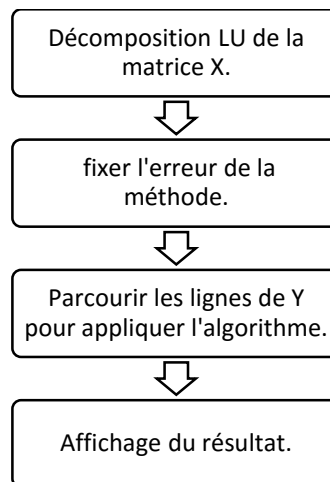 Décomposition LU de la
matrice X.
fixer l'erreur de la
méthode.
Parcourir les lignes de Y
pour appliquer l'algorithme.
Affichage du résultat.